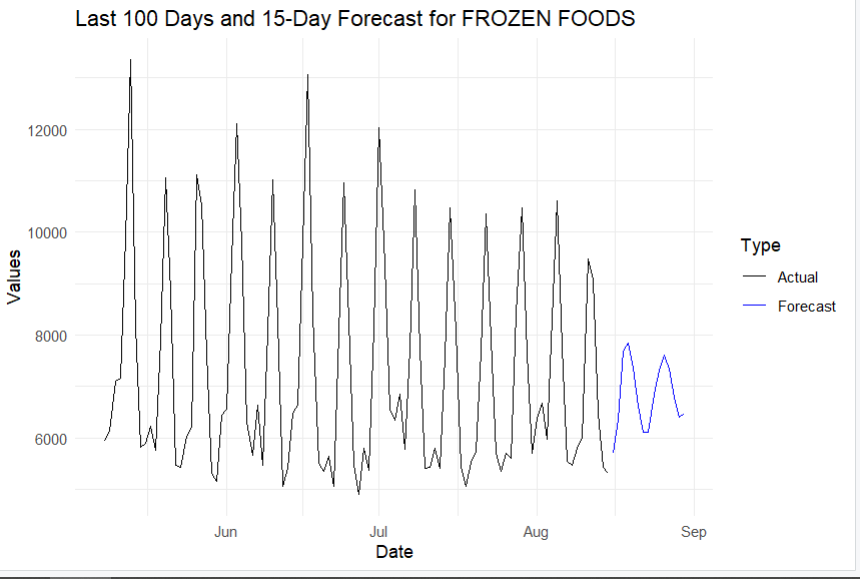 Last 100 Days and 15-Day Forecast for FROZEN FOODS
12000
10000
8000
6000
Values
Jun
Jul
Aug
Sep
Date
Type
Actual
Forecast